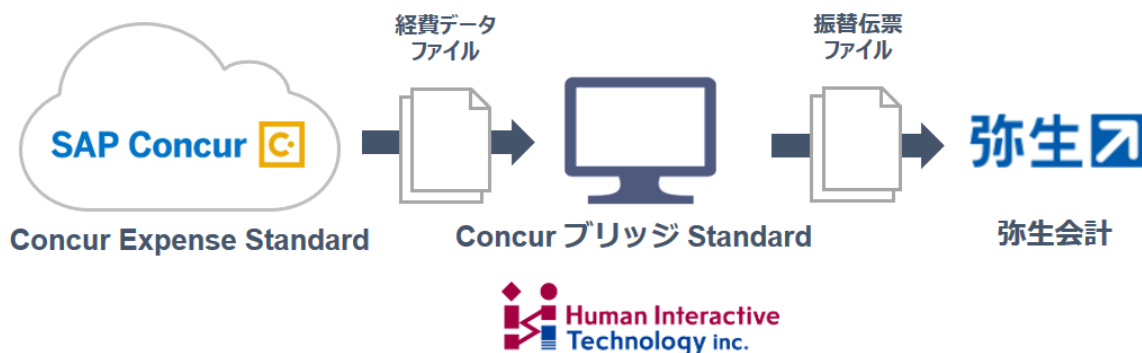 経費データ
ファイル
振替伝票
ファイル
SAP Concur C
弥生
Concur Expense Standard
Concur ブリッジ Standard
弥生会計
Human Interactive
Technology inc.